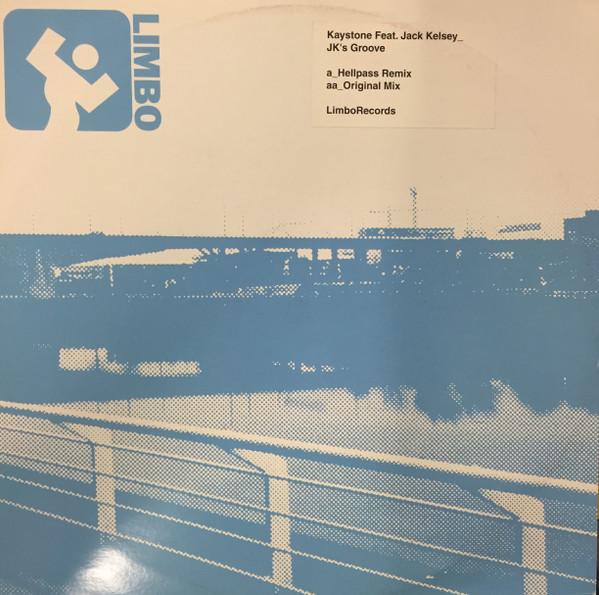 LIMBO
Kaystone Feat. Jack Kelsey_
JK's Groove
a_Hellpass Remix
aa_Original Mix
LimboRecords